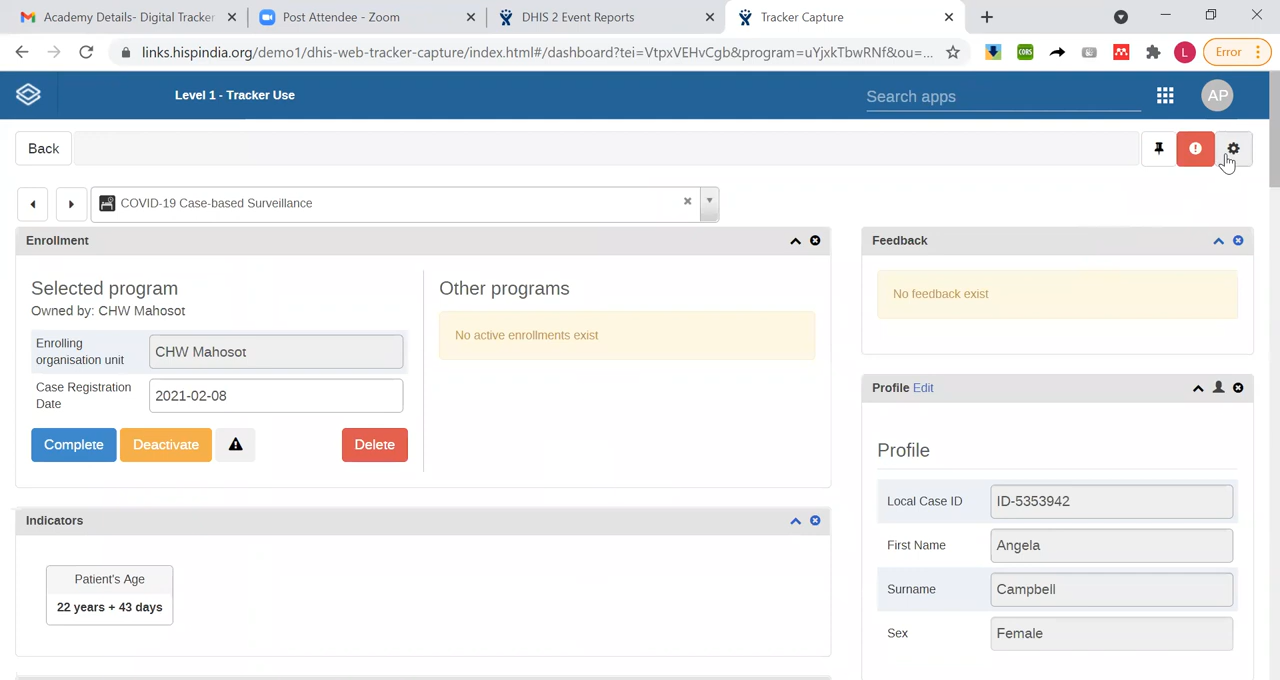 Academy Details- Digital Tracker
Post Attendee - Zoom
DHIS 2 Event Reports
Tracker Capture
links.hispindia.org/demo1/dhis-web-tracker-capture/index.html#/dashboard?tei=VtpxVEHvCgb&program=uYjxkTbwRNf&ou=...
CDRS
L
Error
Level 1 - Tracker Use
Search apps
AP
Back
COVID-19 Case-based Surveillance
Enrollment
Selected program
Owned by: CHW Mahosot
Enrolling
organisation unit
CHW Mahosot
Case Registration
Date
2021-02-08
Complete
Deactivate
Delete
Other programs
No active enrollments exist
Indicators
Patient's Age
22 years + 43 days
Feedback
No feedback exist
Profile Edit
Profile
Local Case ID
ID-5353942
First Name
Angela
Surname
Campbell
Sex
Female